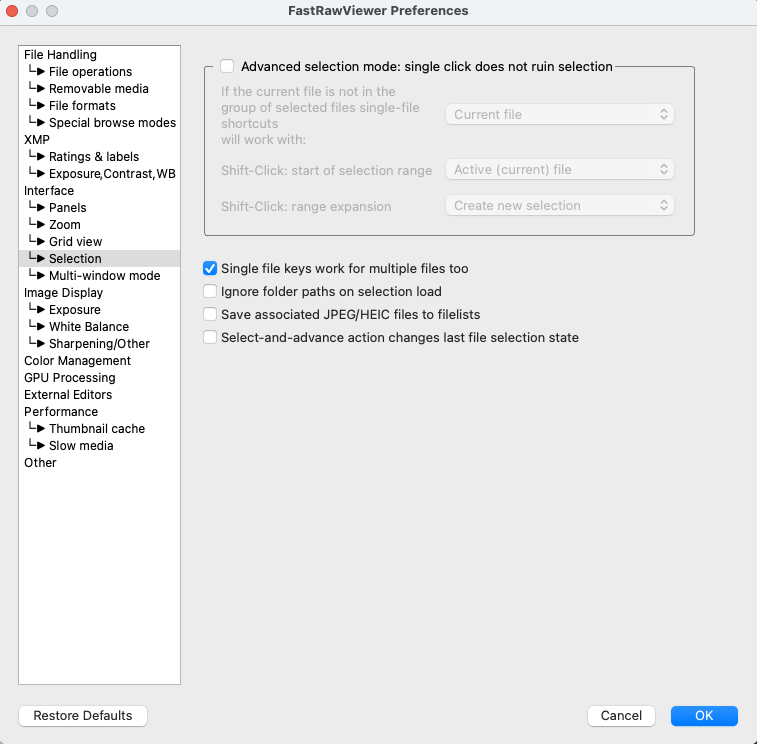 FastRawViewer Preferences
File Handling
File operations
Removable media
File formats
Special browse modes
XMP
Ratings & labels
Exposure,Contrast,WB
Interface
Panels
Zoom
Grid view
Selection
Multi-window mode
Image Display
Exposure
White Balance
Sharpening/Other
Color Management
GPU Processing
External Editors
Performance
Thumbnail cache
Slow media
Other
Advanced selection mode: single click does not ruin selection
If the current file is not in the
group of selected files single-file
shortcuts
will work with:
Current file
Shift-Click: start of selection range
Active (current) file
Shift-Click: range expansion
Create new selection
Single file keys work for multiple files too
Ignore folder paths on selection load
Save associated JPEG/HEIC files to filelists
Select-and-advance action changes last file selection state
Restore Defaults
Cancel
OK